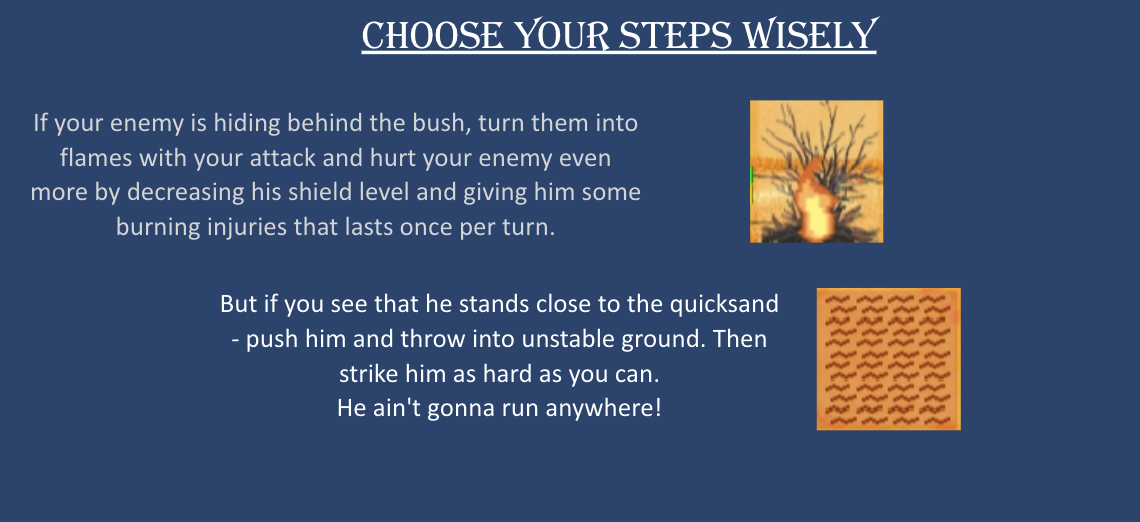 CHOOSE YOUR STEPS WISELY
If your enemy is hiding behind the bush, turn them into
flames with your attack and hurt your enemy even
more by decreasing his shield level and giving him some
burning injuries that lasts once per turn.
But if you see that he stands close to the quicksand
- push him and throw into unstable ground. Then
strike him as hard as you can.
He ain't gonna run anywhere!